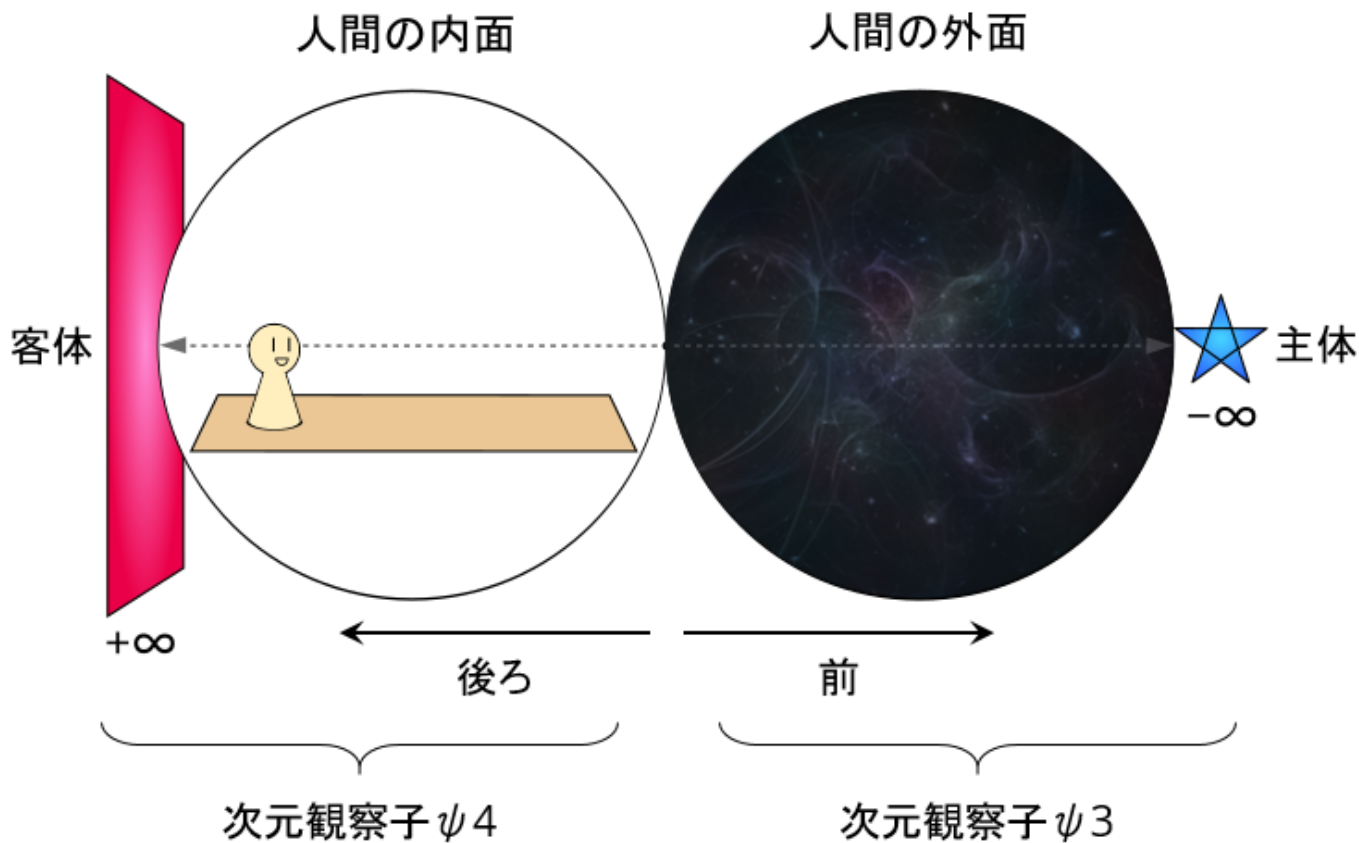 人間の内面
人間の外面
客体
主体
-∞
+∞
後ろ
前
次元観察子ψ4
次元観察子ψ3